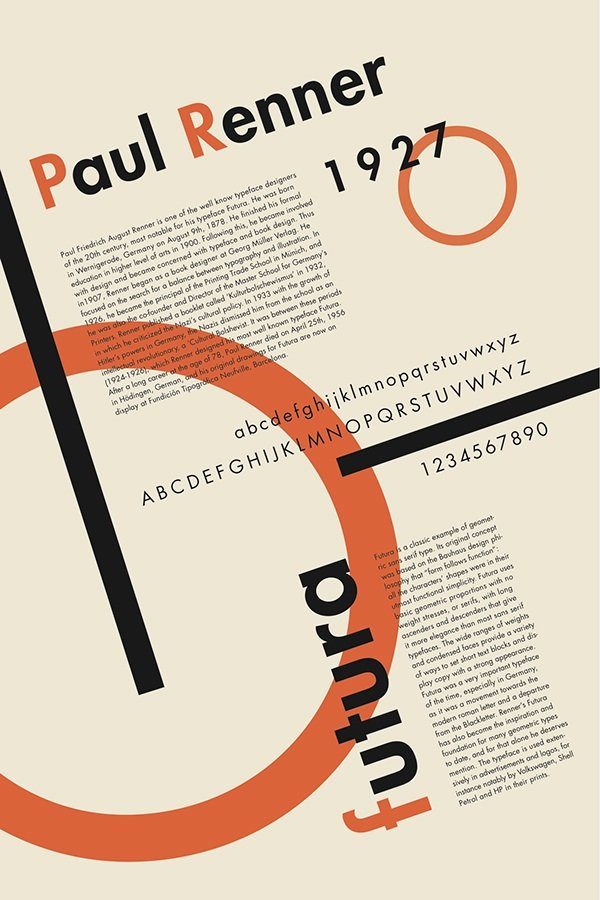 Paul Renner
1927
Paul Friedrich August Renner is one of the well know typeface designers
of the 20th century, most notable for his typeface Futura. He was born
in Wernigerode, Germany on August 9th, 1878. He finished his formal
education in higher level of arts in 1900. Following this, he became involved
with design and became concerned with typeface and book design. Thus
in1907, Renner began as a book designer at Georg Müller Verlag. He
focused on the search for a balance between typography and illustration. In
1926, he became the principal of the Printing Trade School in Münich, and
he was also the co-founder and Director of the Master School for Germany's
Printers. Renner published a booklet called 'Kulturbolschewismus' in 1932,
in which he criticized the Nazi's cultural policy. In 1933 with the growth of
Hitler's powers in Germany, the Nazis dismissed him from the school as an
intellectual revolutionary, a 'Cultural Bolshevist'. It was between these periods
(1924-1926), which Renner designed his most well known typeface Futura.
After a long career at the age of 78, Paul Renner died on April 25th, 1956
in Hödingen, German, and his original drawings for Futura are now on
display at Fundición Tipográfica Neufville, Barcelona.
abcdefghijklmnopqrstuvwxyz
ABCDEFGHIJKLMNOPQRSTUVWXYZ
1234567890
futura
Futura is a classic example of geomet-
ric sans serif type. Its original concept
was based on the Bauhaus design phi-
losophy that "form follows function";
all the characters' shapes were in their
utmost functional simplicity. Futura uses
basic geometric proportions with no
weight stresses, or serifs, with long
ascenders and descenders that give
it more elegance than most sans serif
typefaces. The wide ranges of weights
and condensed faces provide a variety
of ways to set short text blocks and dis-
play copy with a strong appearance.
Futura was a very important typeface
of the time, especially in Germany,
as it was a movement towards the
modern roman letter and a departure
from the Blackletter. Renner's Futura
has also become the inspiration and
foundation for many geometric types
to date, and for that alone he deserves
mention. The typeface is used exten-
sively in advertisements and logos, for
instance notably by Volkswagen, Shell
Petrol and HP in their prints.